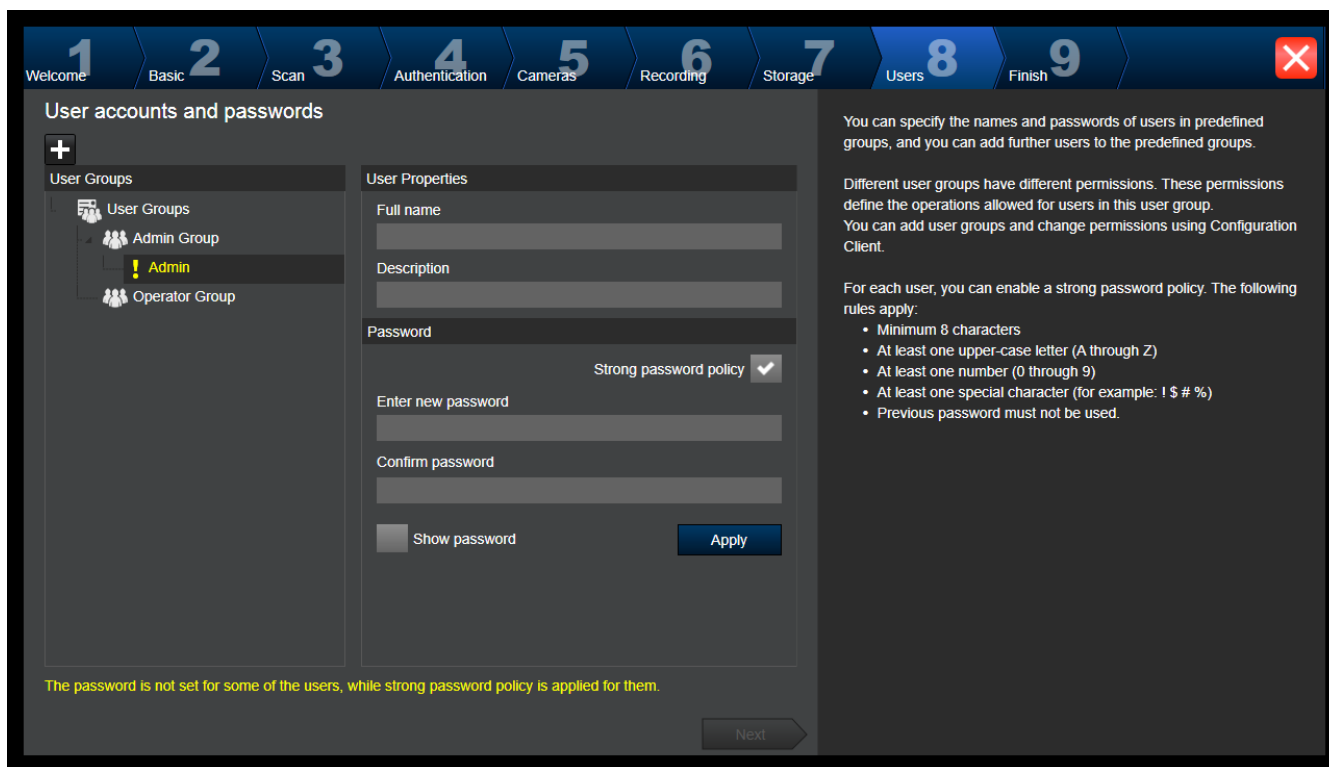 1 Welcome
2 Basic
3 Scan
4 Authentication
5 Cameras
6 Recording
7 Storage
8 Users
9 Finish
User accounts and passwords
User Groups
User Groups
Admin Group
! Admin
Operator Group
User Properties
Full name
Description
Password
Strong password policy
Enter new password
Confirm password
Show password
Apply
The password is not set for some of the users, while strong password policy is applied for them.
Next
You can specify the names and passwords of users in predefined
groups, and you can add further users to the predefined groups.
Different user groups have different permissions. These permissions
define the operations allowed for users in this user group.
You can add user groups and change permissions using Configuration
Client.
For each user, you can enable a strong password policy. The following
rules apply:
• Minimum 8 characters
• At least one upper-case letter (A through Z)
• At least one number (0 through 9)
• At least one special character (for example: ! $ # %)
• Previous password must not be used.